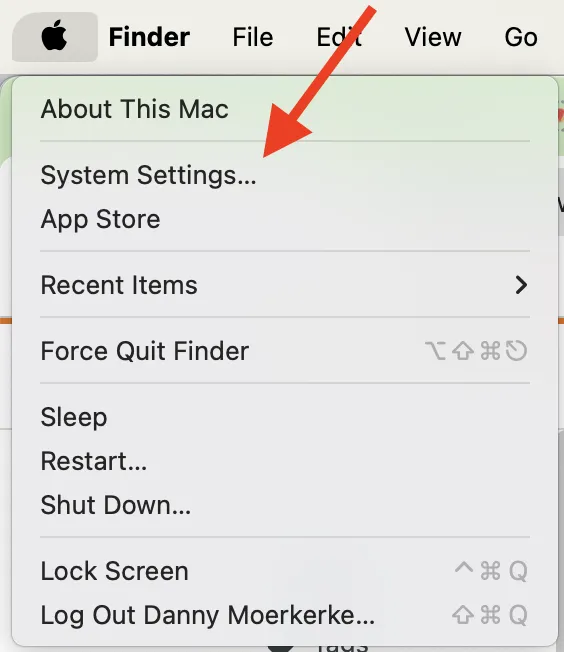 Finder File Edit View Go
About This Mac
System Settings...
App Store
Recent Items
Force Quit Finder ⌥⇧⌘⎋
Sleep
Restart...
Shut Down...
Lock Screen ^⌘Q
Log Out Danny Moerkerke... ⇧⌘Q